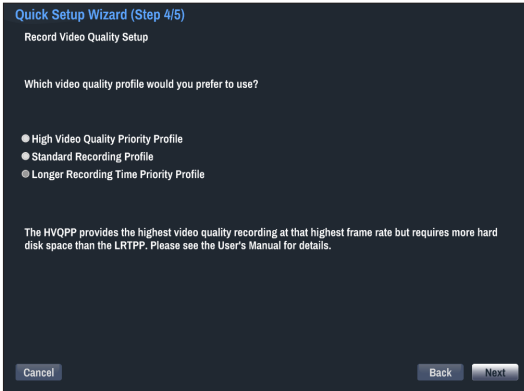 Quick Setup Wizard (Step 4/5)
Record Video Quality Setup
Which video quality profile would you prefer to use?
High Video Quality Priority Profile
Standard Recording Profile
Longer Recording Time Priority Profile
The HVQPP provides the highest video quality recording at that highest frame rate but requires more hard
disk space than the LRTPP. Please see the User's Manual for details.
Cancel
Back
Next